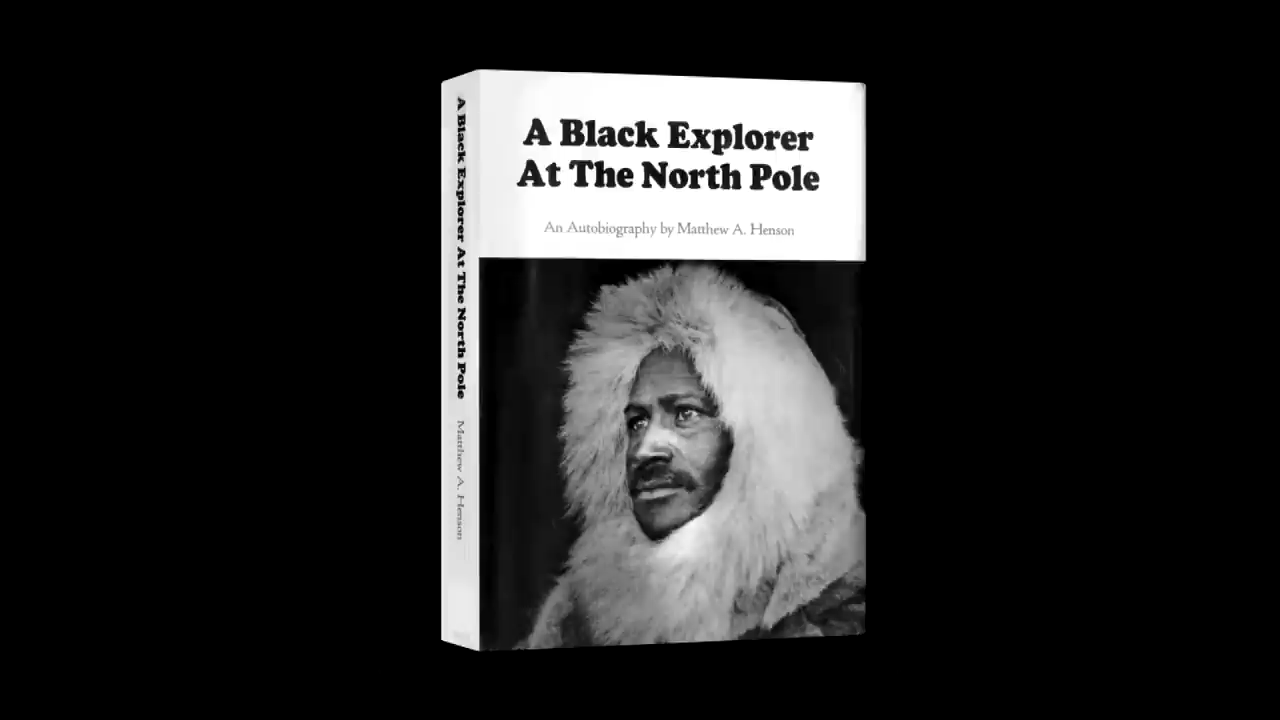 A Black Explorer
At The North Pole
An Autobiography by Matthew A. Henson
A Black Explorer At The North Pole Matthew A. Henson